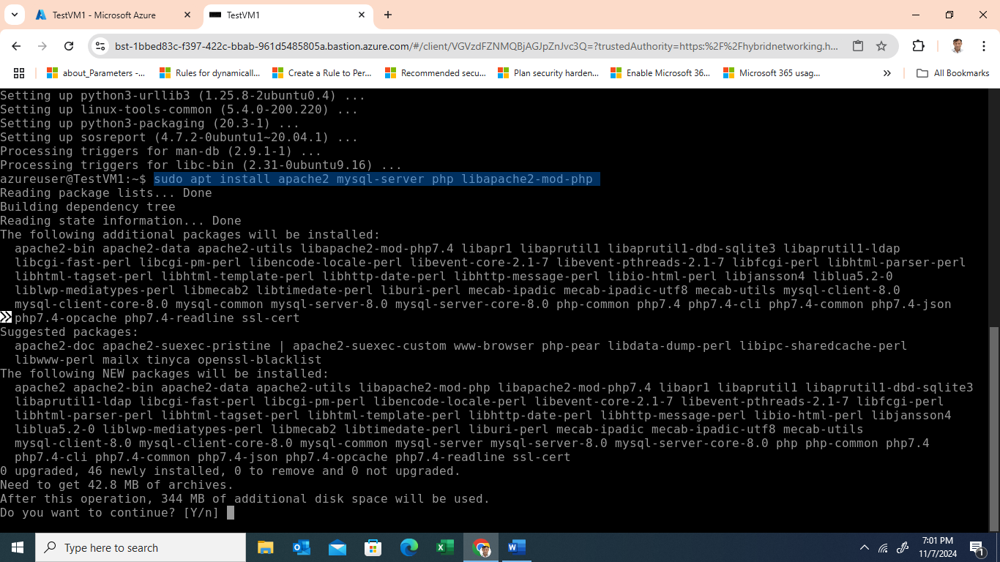 TestVM1 - Microsoft Azure
TestVM1
bst-1bbed83c-f397-422c-bbab-961d5485805a.bastion.azure.com/#/client/VGVzdFZNMQBjAGJpZnJvc3Q=?trustedAuthority=https:%2F%2Fhybridnetworking.h...
about_Parameters -...
Rules for dynamicall...
Create a Rule to Per...
Recommended secu...
Plan security harden...
Enable Microsoft 36...
Microsoft 365 usag...
All Bookmarks
Setting up python3-urllib3 (1.25.8-2ubuntu0.4) ...
Setting up linux-tools-common (5.4.0-200.220) ...
Setting up python3-packaging (20.3-1) ...
Setting up sosreport (4.7.2-0ubuntu1~20.04.1) ...
Processing triggers for man-db (2.9.1-1) ...
Processing triggers for libc-bin (2.31-0ubuntu9.16) ...
azureuser@TestVM1:~$ sudo apt install apache2 mysql-server php libapache2-mod-php
Reading package lists... Done
Building dependency tree
Reading state information... Done
The following additional packages will be installed:
apache2-bin apache2-data apache2-utils libapache2-mod-php7.4 libapr1 libaprutil1 libaprutil1-dbd-sqlite3 libaprutil1-ldap
libcgi-fast-perl libcgi-pm-perl libencode-locale-perl libevent-core-2.1-7 libevent-pthreads-2.1-7 libfcgi-perl libhtml-parser-perl
libhtml-tagset-perl libhtml-template-perl libhttp-date-perl libhttp-message-perl libio-html-perl libjansson4 liblua5.2-0
liblwp-mediatypes-perl libmecab2 libtimedate-perl liburi-perl mecab-ipadic mecab-ipadic-utf8 mecab-utils mysql-client-8.0
mysql-client-core-8.0 mysql-common mysql-server-8.0 mysql-server-core-8.0 php-common php7.4 php7.4-cli php7.4-common php7.4-json
php7.4-opcache php7.4-readline ssl-cert
Suggested packages:
apache2-doc apache2-suexec-pristine | apache2-suexec-custom www-browser php-pear libdata-dump-perl libipc-sharedcache-perl
libwww-perl mailx tinyca openssl-blacklist
The following NEW packages will be installed:
apache2 apache2-bin apache2-data apache2-utils libapache2-mod-php libapache2-mod-php7.4 libapr1 libaprutil1 libaprutil1-dbd-sqlite3
libaprutil1-ldap libcgi-fast-perl libcgi-pm-perl libencode-locale-perl libevent-core-2.1-7 libevent-pthreads-2.1-7 libfcgi-perl
libhtml-parser-perl libhtml-tagset-perl libhtml-template-perl libhttp-date-perl libhttp-message-perl libio-html-perl libjansson4
liblua5.2-0 liblwp-mediatypes-perl libmecab2 libtimedate-perl liburi-perl mecab-ipadic mecab-ipadic-utf8 mecab-utils
mysql-client-8.0 mysql-client-core-8.0 mysql-common mysql-server mysql-server-8.0 mysql-server-core-8.0 php php-common php7.4
php7.4-cli php7.4-common php7.4-json php7.4-opcache php7.4-readline ssl-cert
0 upgraded, 46 newly installed, 0 to remove and 0 not upgraded.
Need to get 42.8 MB of archives.
After this operation, 344 MB of additional disk space will be used.
Do you want to continue? [Y/n]
Type here to search
7:01 PM
11/7/2024
1